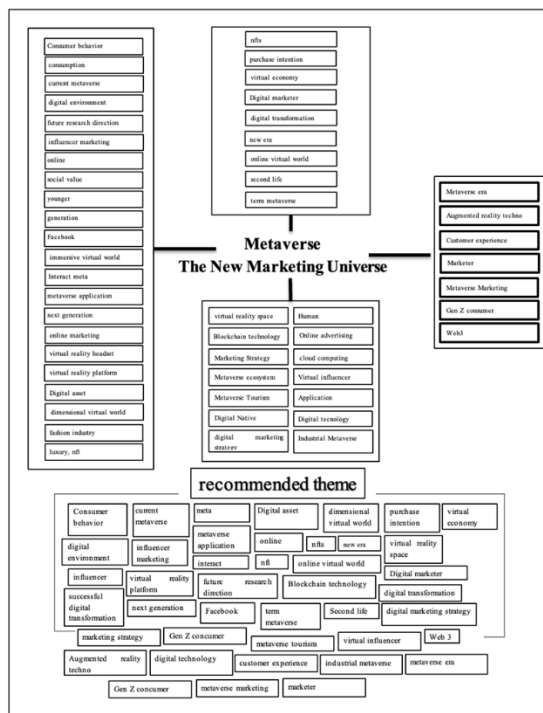 Consumer behavior
consumption
current metaverse
digital environment
future research direction
influencer marketing
online
social value
younger
generation
Facebook
immersive virtual world
Interact meta
metaverse application
next generation
online marketing
virtual reality headset
virtual reality platform
Digital asset
dimensional virtual world
fashion industry
luxury, nft
nfts
purchase intention
virtual economy
Digital marketer
digital transformation
new era
online virtual world
second life
term metaverse
Metaverse
The New Marketing Universe
Metaverse era
Augmented reality techno
Customer experience
Marketer
Metaverse Marketing
Gen Z consumer
Web3
virtual reality space
Human
Blockchain technology
Online advertising
Marketing Strategy
cloud computing
Metaverse ecosystem
Virtual influencer
Metaverse Tourism
Application
Digital Native
Digital tecnology
digital marketing
strategy
Industrial Metaverse
recommended theme
Consumer
behavior
current
metaverse
meta
Digital asset
dimensional
virtual world
purchase
intention
virtual
economy
digital
environment
influencer
marketing
metaverse
application
online
nfts
new era
virtual reality
space
interact
nft
online virtual world
Digital marketer
influencer
virtual reality
platform
future research
direction
Blockchain technology
digital transformation
successful
digital
transformation
next generation
Facebook
term
metaverse
Second life
digital marketing strategy
marketing strategy
Gen Z concumer
metaverse tourism
virtual influencer
Web 3
Augmented reality
techno
digital technology
customer experience
industrial metaverse
metaverse era
Gen Z concumer
metaverse marketing
marketer